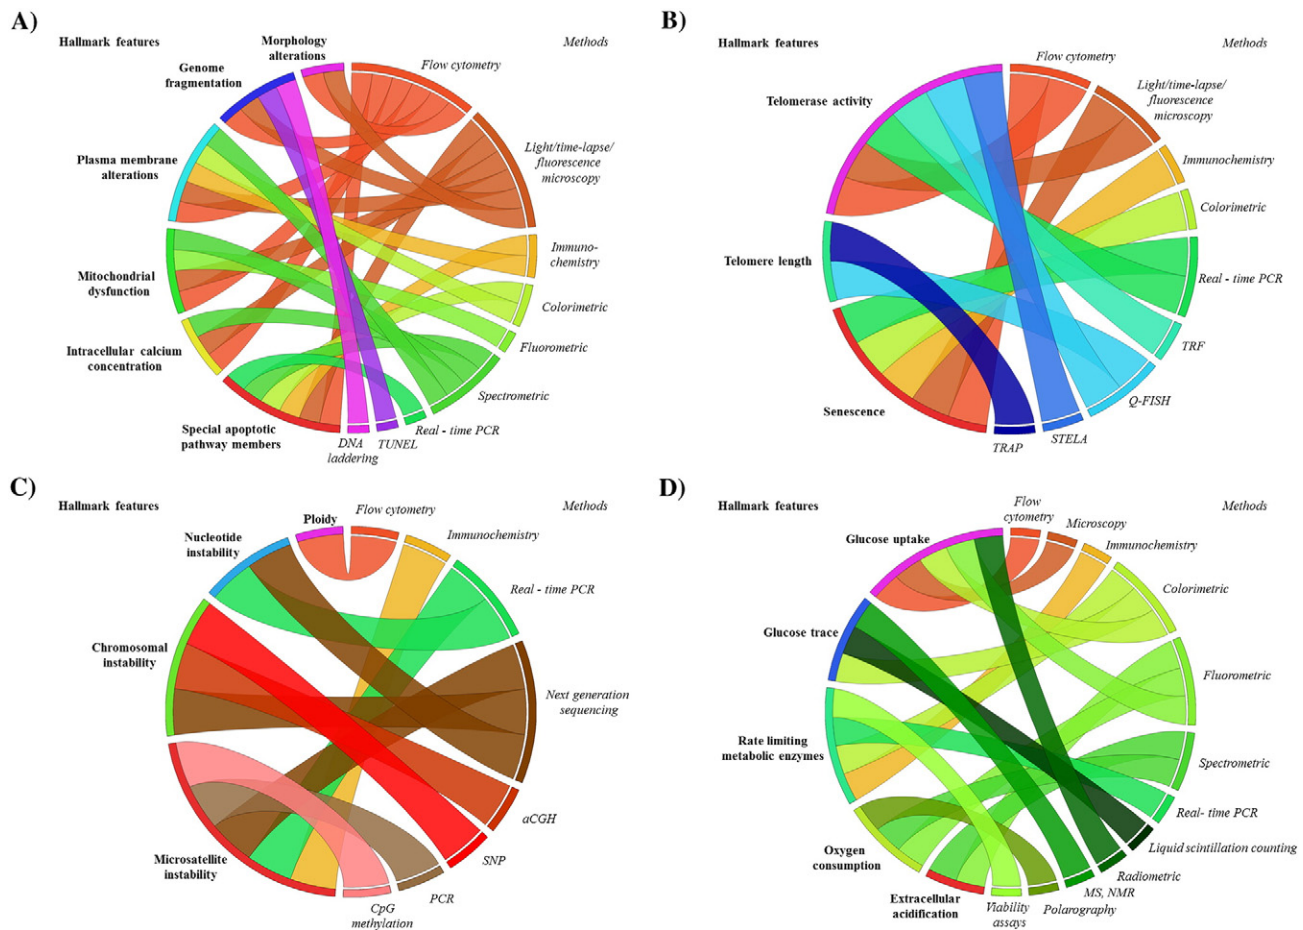 A)
Hallmark features
Methods
Morphology
alterations
Genome
fragmentation
Plasma membrane
alterations
Mitochondrial
dysfunction
Intracellular calcium
concentration
Special apoptotic
pathway members
Flow cytometry
Light/time-lapse/
fluorescence
microscopy
Immuno-
chemistry
Colorimetric
Fluorometric
Spectrometric
Real - time PCR
TUNEL
DNA
laddering
B)
Hallmark features
Methods
Telomerase activity
Telomere length
Senescence
Flow cytometry
Light/time-lapse/
fluorescence
microscopy
Immunochemistry
Colorimetric
Real - time PCR
TRF
Q-FISH
STELA
TRAP
C)
Hallmark features
Methods
Ploidy
Nucleotide
instability
Chromosomal
instability
Microsatellite
instability
Flow cytometry
Immunochemistry
Real - time PCR
Next generation
sequencing
aCGH
SNP
PCR
CpG
methylation
D)
Hallmark features
Methods
Glucose uptake
Glucose trace
Rate limiting
metabolic enzymes
Oxygen
consumption
Extracellular
acidification
Flow
cytometry
Microscopy
Immunochemistry
Colorimetric
Fluorometric
Spectrometric
Real- time PCR
Liquid scintillation counting
Radiometric
MS, NMR
Polarography
Viability
assays